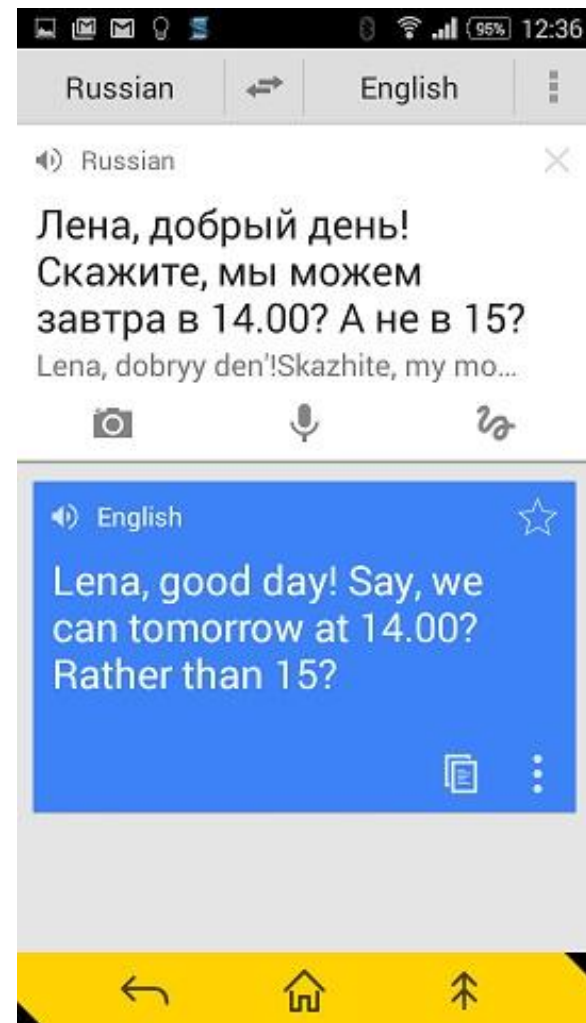 95% 12:36
Russian English
Russian
Лена, добрый день!
Скажите, мы можем
завтра в 14.00? А не в 15?
Lena, dobryy den'!Skazhite, my mo...
English
Lena, good day! Say, we
can tomorrow at 14.00?
Rather than 15?